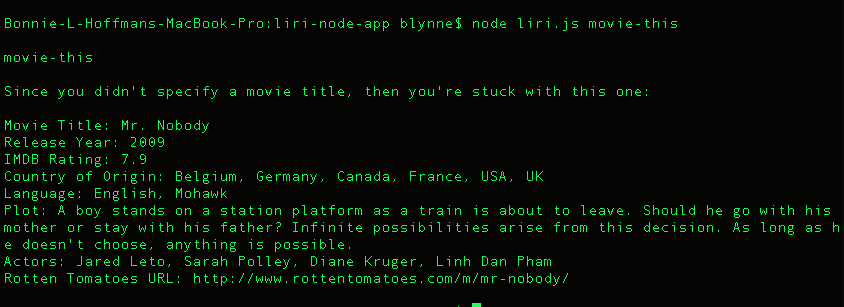 Bonnie-L-Hoffmans-MacBook-Pro:liri-node-app blynne$ node liri.js movie-this
movie-this
Since you didn't specify a movie title, then you're stuck with this one:
Movie Title: Mr. Nobody
Release Year: 2009
IMDB Rating: 7.9
Country of Origin: Belgium, Germany, Canada, France, USA, UK
Language: English, Mohawk
Plot: A boy stands on a station platform as a train is about to leave. Should he go with his
mother or stay with his father? Infinite possibilities arise from this decision. As long as h
e doesn't choose, anything is possible.
Actors: Jared Leto, Sarah Polley, Diane Kruger, Linh Dan Pham
Rotten Tomatoes URL: http://www.rottentomatoes.com/m/mr-nobody/